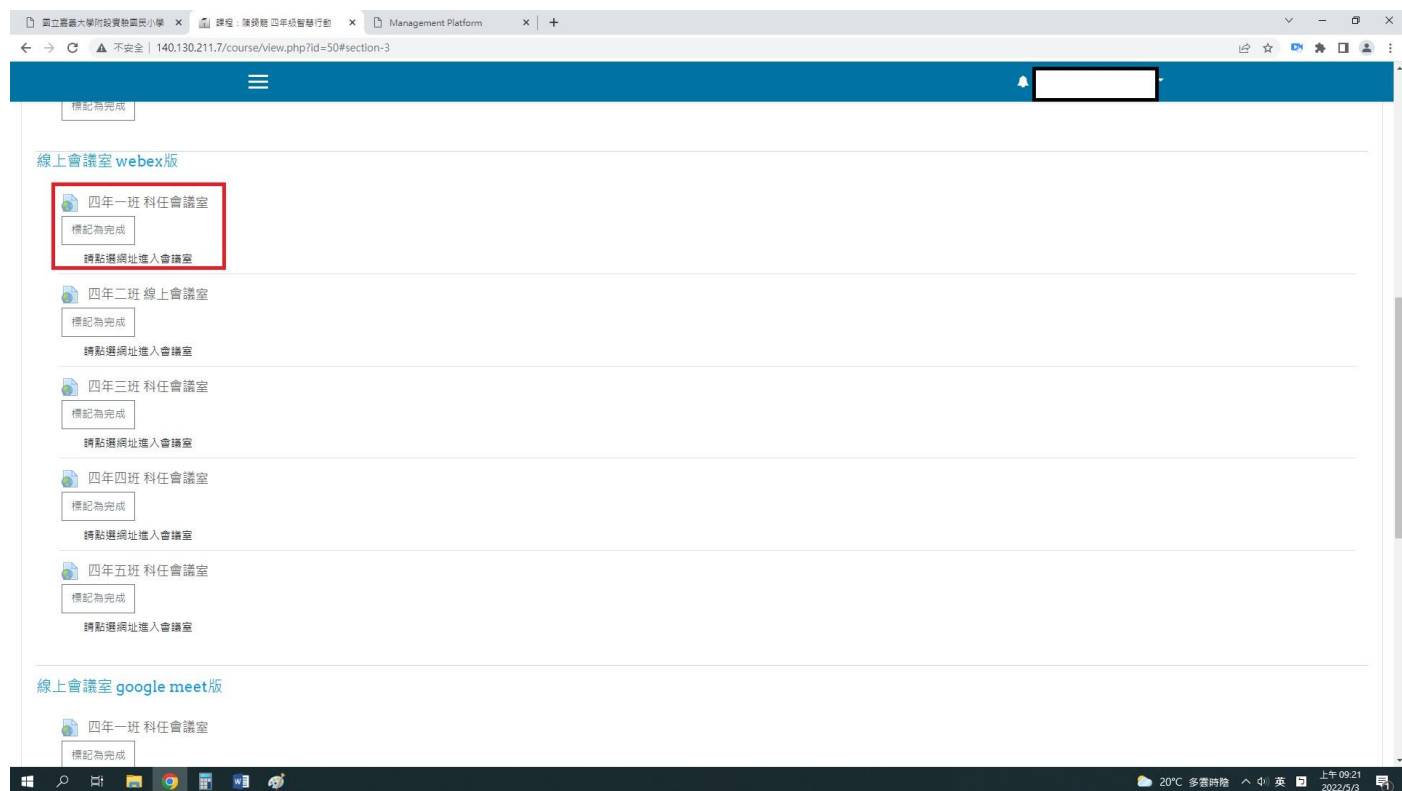 國立嘉義大學附設實驗國民小學
課程：陳錡樬 四年級智慧行動
Management Platform
不安全 | 140.130.211.7/course/view.php?id=50#section-3
標記為完成
線上會議室 webex版
四年一班 科任會議室
標記為完成
請點選網址進入會議室
四年二班 線上會議室
標記為完成
請點選網址進入會議室
四年三班 科任會議室
標記為完成
請點選網址進入會議室
四年四班 科任會議室
標記為完成
請點選網址進入會議室
四年五班 科任會議室
標記為完成
請點選網址進入會議室
線上會議室 google meet版
四年一班 科任會議室
標記為完成
20°C 多雲時陰
英
上午 09:21
2022/5/3